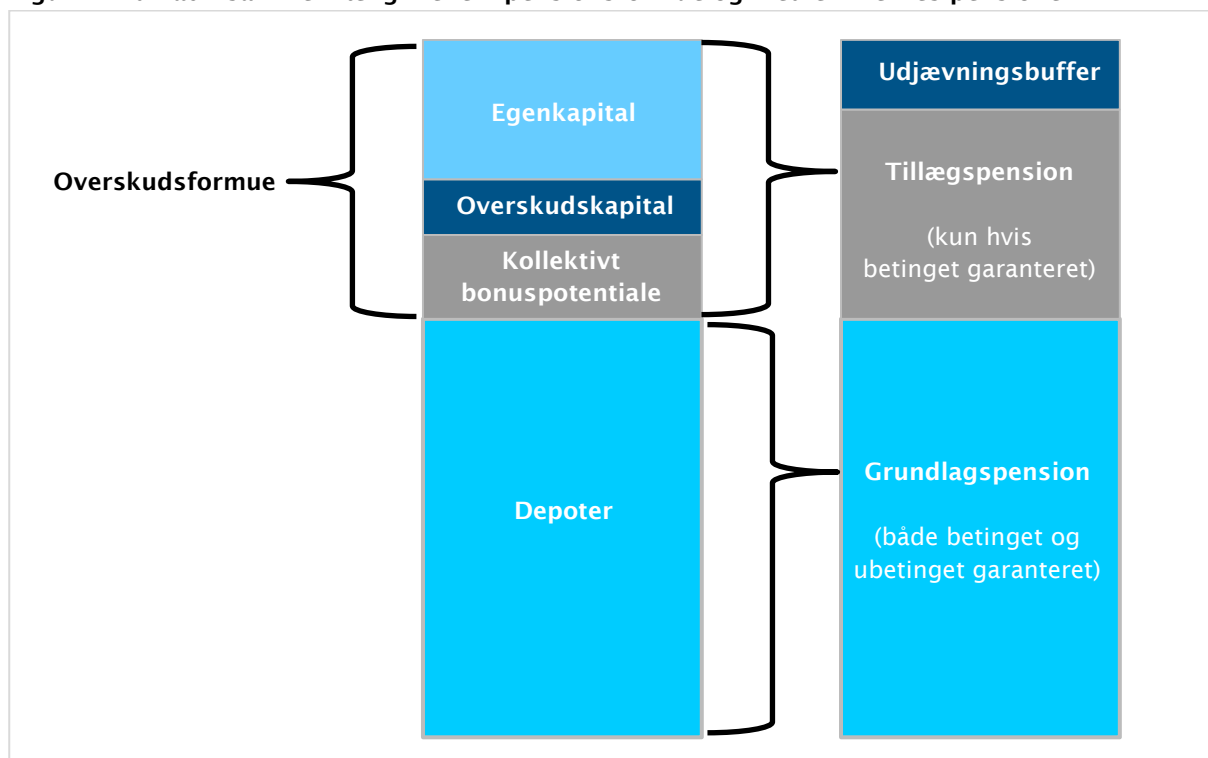 Overskudsformue
Egenkapital
Overskudskapital
Kollektivt
bonuspotentiale
Depoter
Udjævningsbuffer
Tillægspension
(kun hvis
betinget garanteret)
Grundlagspension
(både betinget og
ubetinget garanteret)